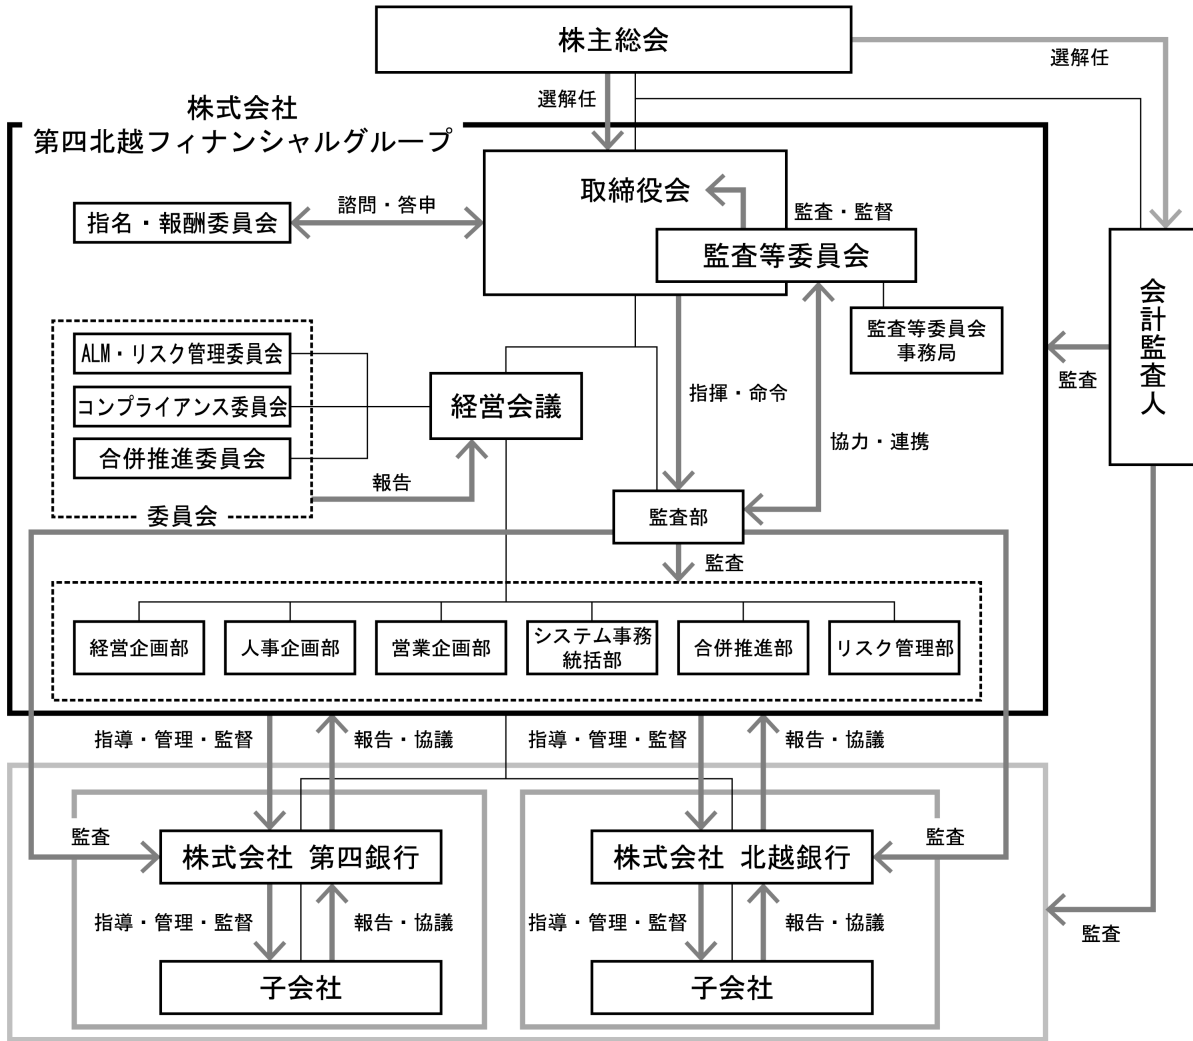 株主総会
選解任
選解任
株式会社
第四北越フィナンシャルグループ
取締役会
監査・監督
指名・報酬委員会
諮問・答申
監査等委員会
監査等委員会
事務局
会計監査人
監査
ALM・リスク管理委員会
コンプライアンス委員会
合併推進委員会
委員会
経営会議
報告
指揮・命令
協力・連携
監査部
監査
経営企画部
人事企画部
営業企画部
システム事務
統括部
合併推進部
リスク管理部
指導・管理・監督
報告・協議
指導・管理・監督
報告・協議
監査
株式会社 第四銀行
株式会社 北越銀行
監査
指導・管理・監督
報告・協議
指導・管理・監督
報告・協議
監査
子会社
子会社